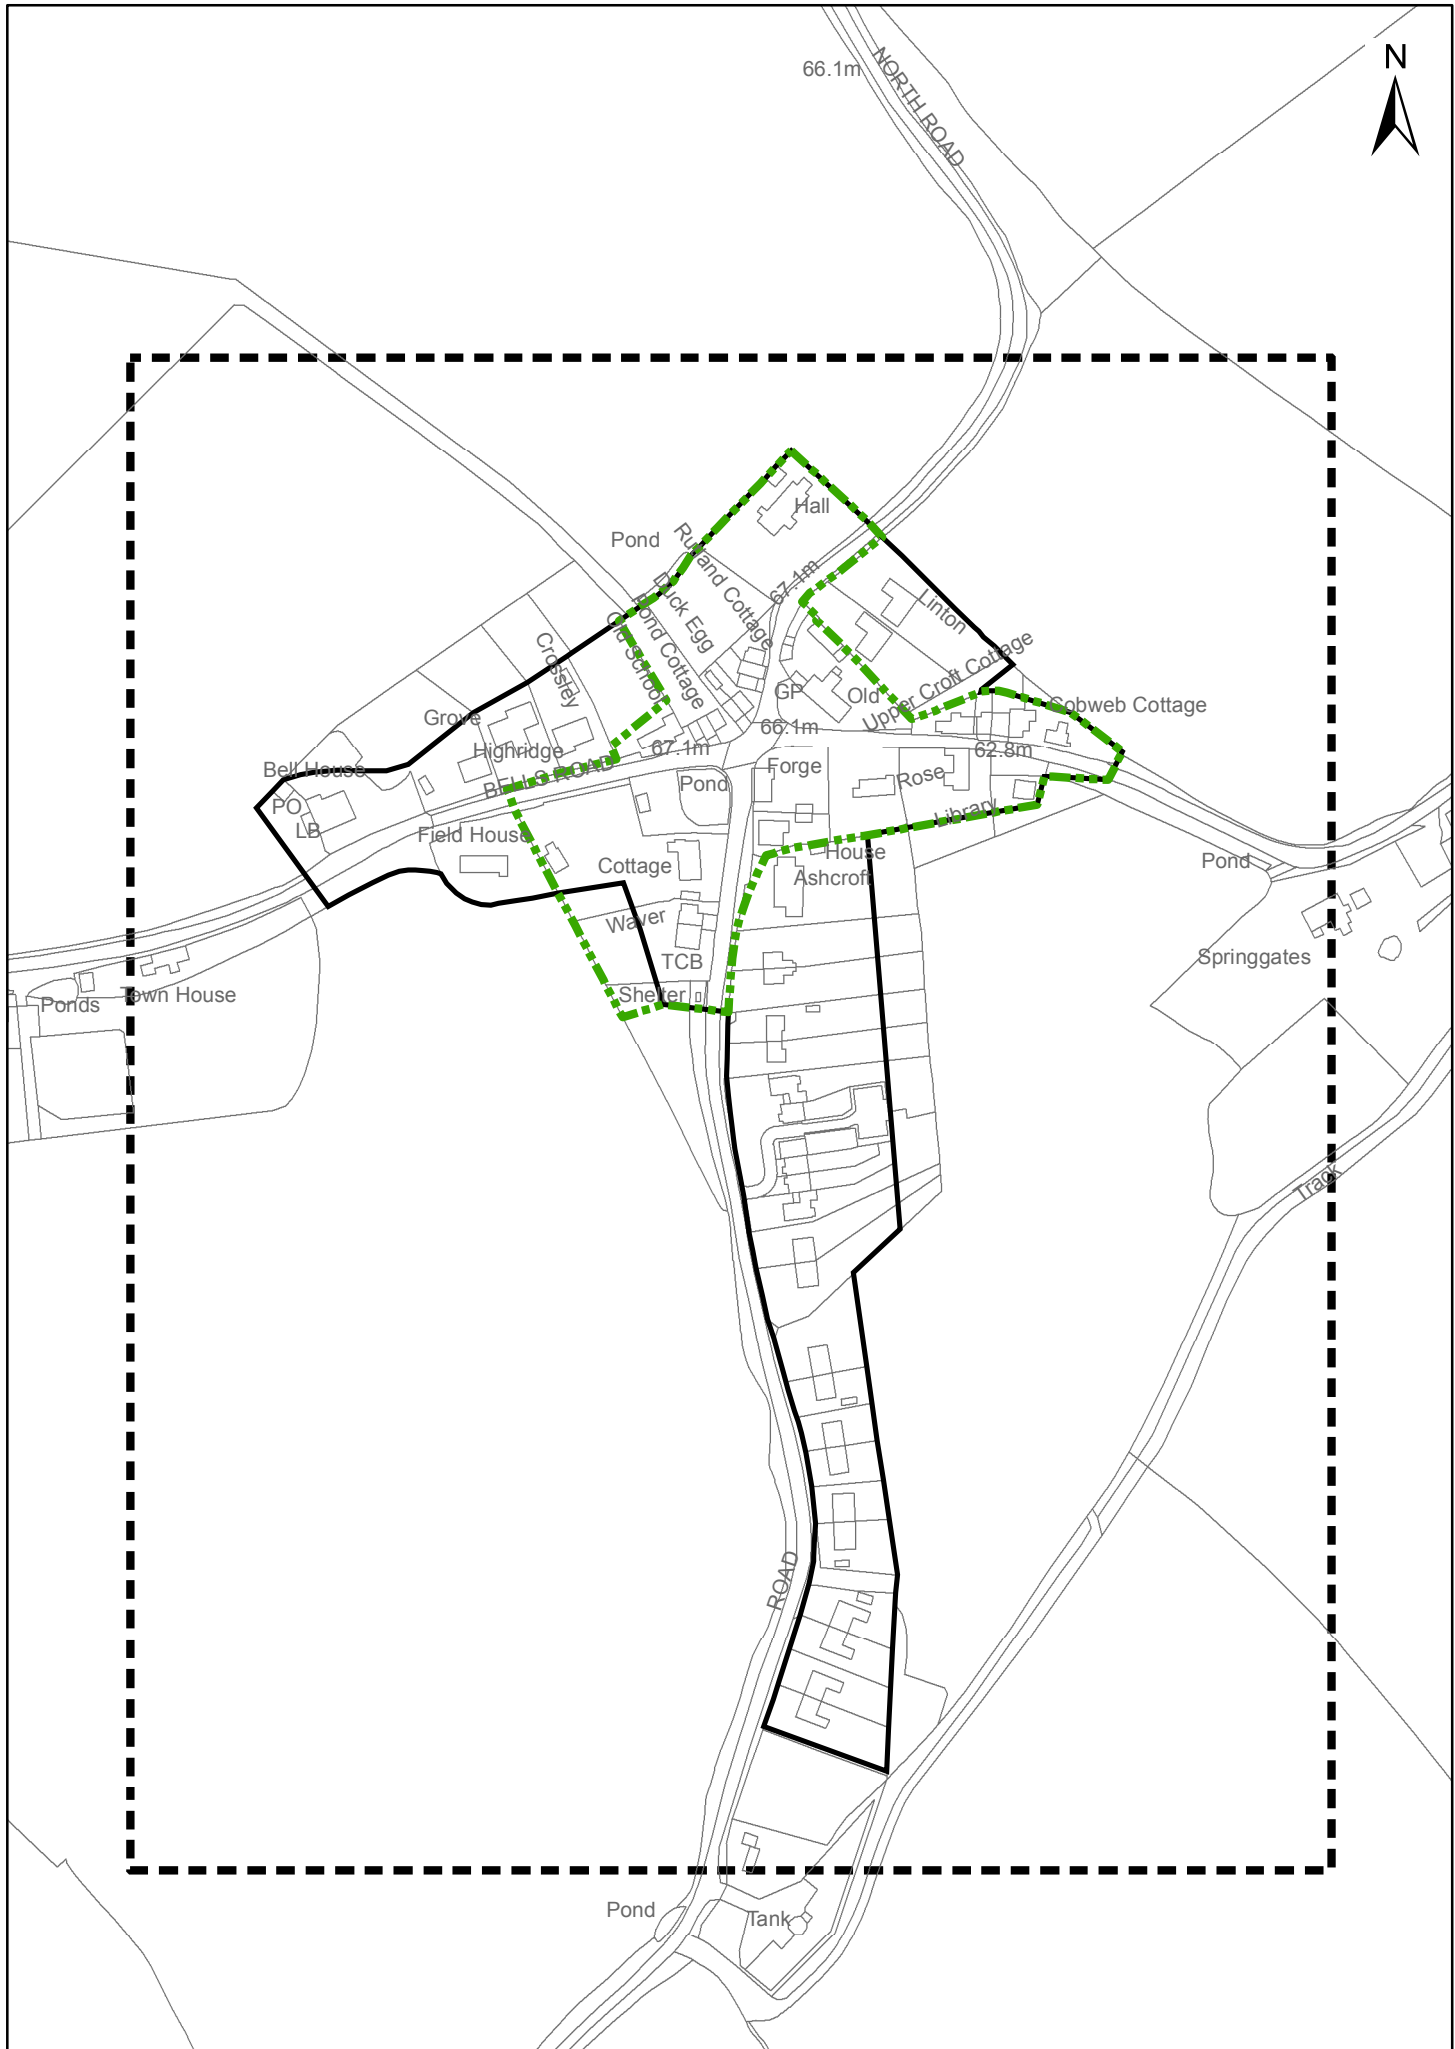 N
66.1m
NORTH ROAD
Hall
Pond
Rutland Cottage
67.1m
Duck Egg
Pond Cottage
Old School
Linton
Crossley
Upper Croft Cottage
GP
Old
Cobweb Cottage
Grove
66.1m
Highridge
67.1m
62.8m
Bell House
BELLS ROAD
Forge
Rose
Pond
PO
LB
Library
Field House
House
Cottage
Ashcroft
Pond
Waver
TCB
Springgates
Shelter
Town House
Ponds
Track
ROAD
Pond
Tank